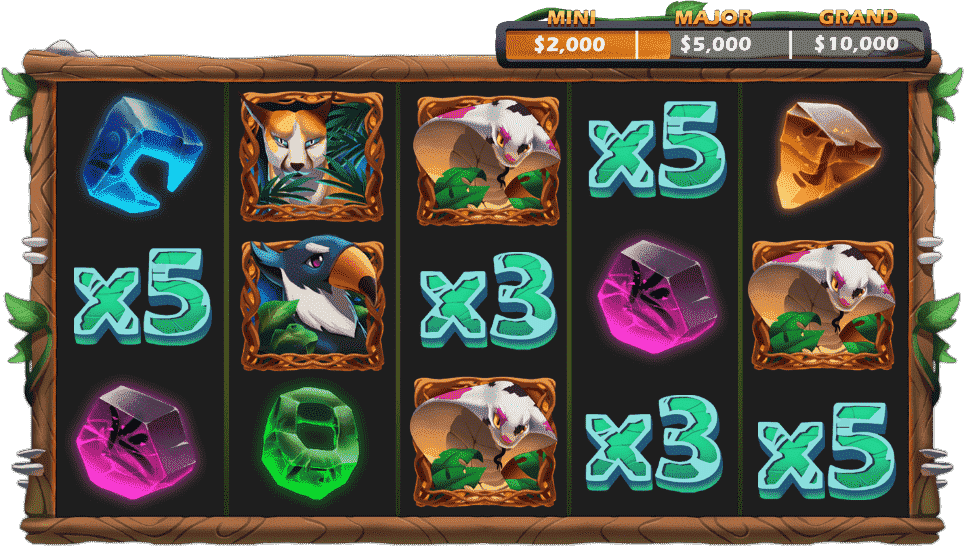 MINI MAJOR GRAND
$2,000 $5,000 $10,000
x5
x5 x3
x3 x5